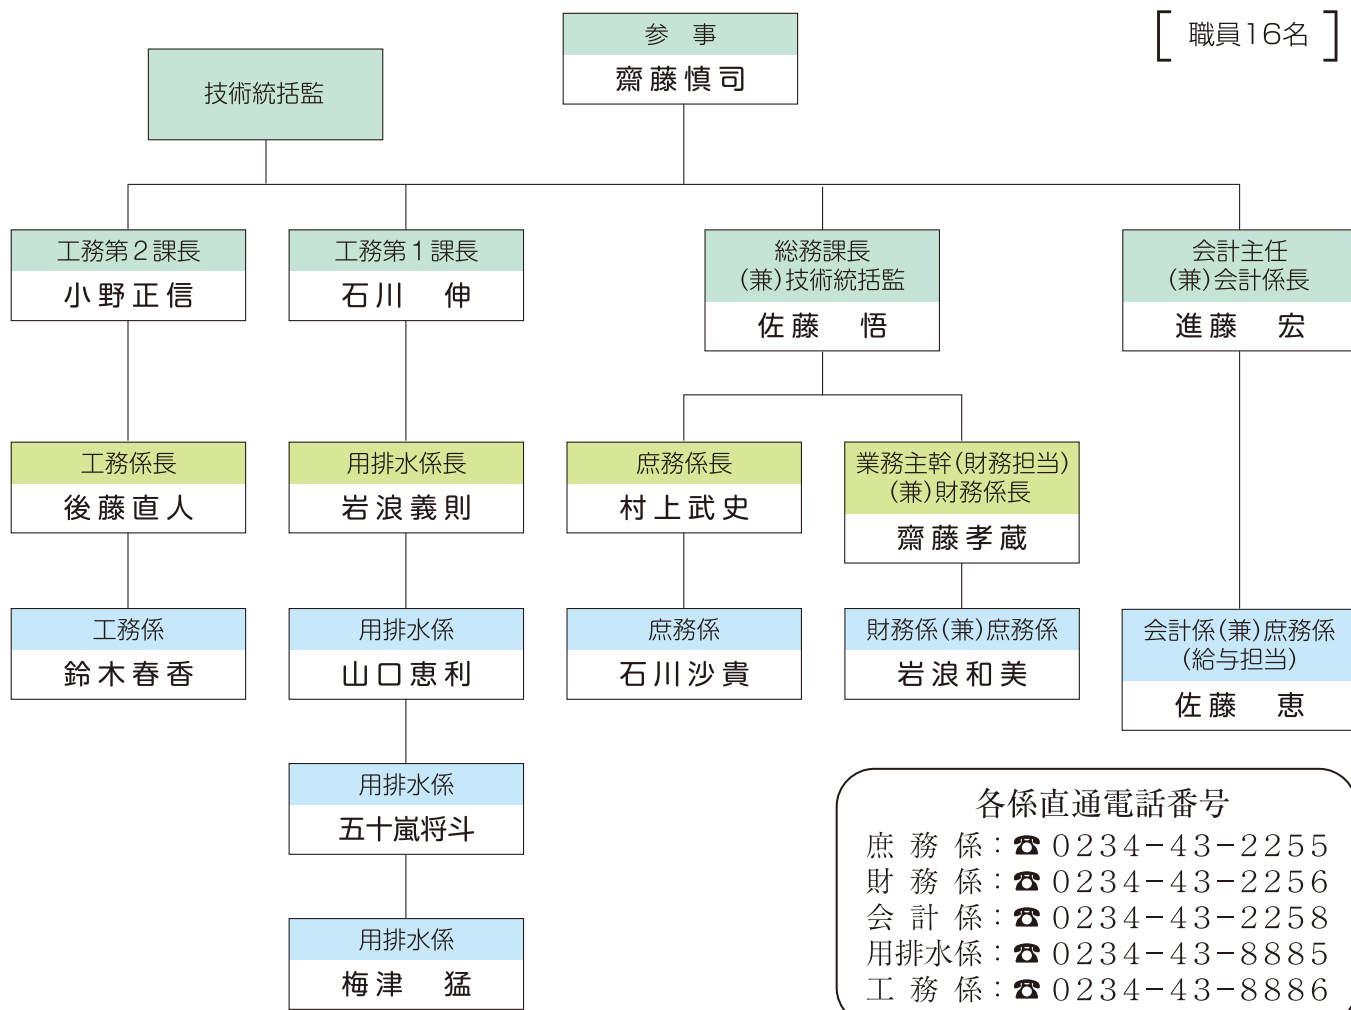 参　事
齋藤慎司
[ 職員16名 ]
技術統括監
工務第2課長
小野正信
工務第1課長
石川　伸
総務課長
(兼)技術統括監
佐藤　悟
会計主任
(兼)会計係長
進藤　宏
工務係長
後藤直人
用排水係長
岩浪義則
庶務係長
村上武史
業務主幹(財務担当)
(兼)財務係長
齋藤孝蔵
工務係
鈴木春香
用排水係
山口恵利
庶務係
石川沙貴
財務係(兼)庶務係
岩浪和美
会計係(兼)庶務係
(給与担当)
佐藤　恵
用排水係
五十嵐将斗
用排水係
梅津　猛
各係直通電話番号
庶 務 係：☎ 0234-43-2255
財 務 係：☎ 0234-43-2256
会 計 係：☎ 0234-43-2258
用排水係：☎ 0234-43-8885
工 務 係：☎ 0234-43-8886